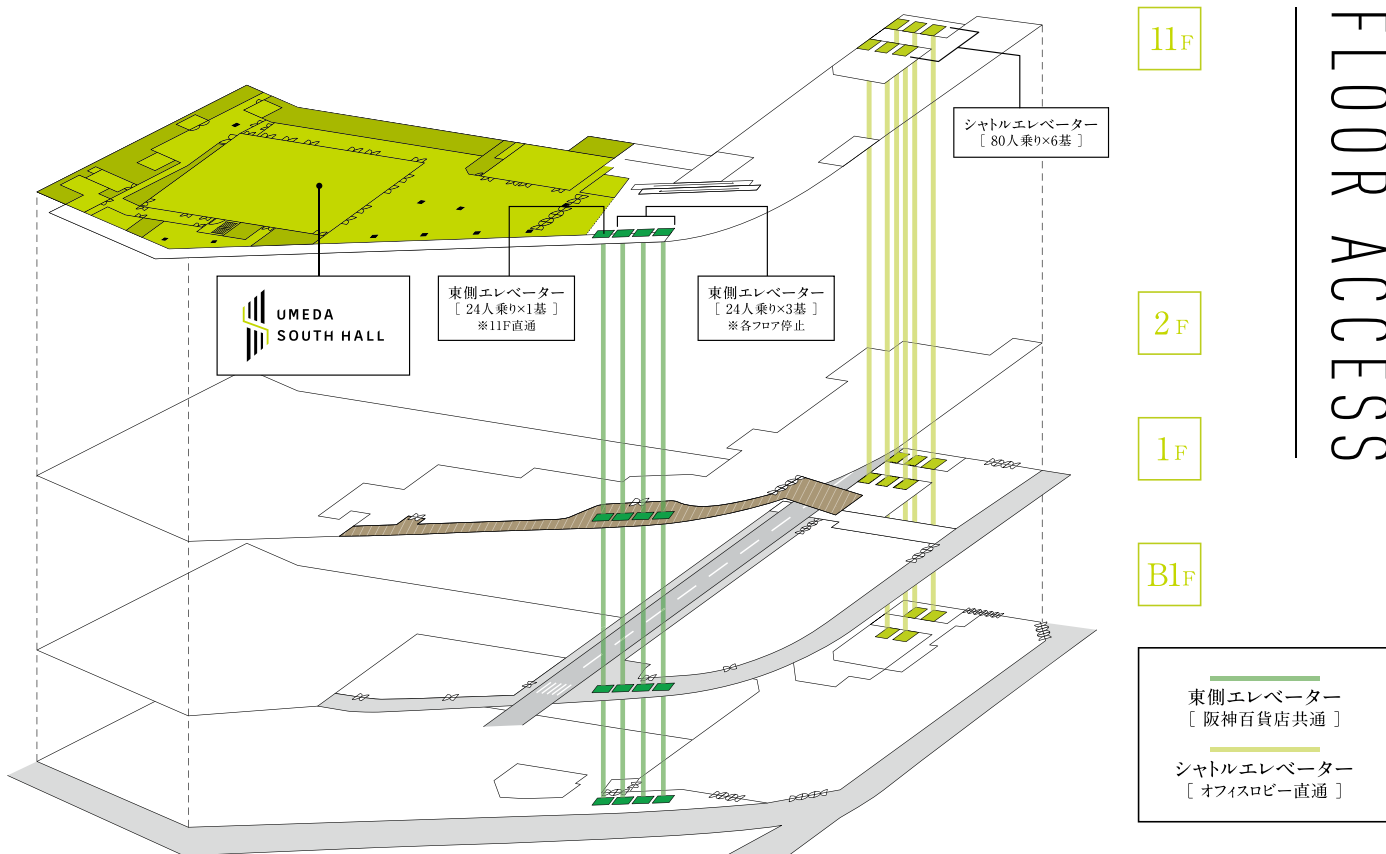 FLOOR ACCESS
11F
シャトルエレベーター
[ 80人乗り×6基 ]
UMEDA
SOUTH HALL
東側エレベーター
[ 24人乗り×1基 ]
※11F直通
東側エレベーター
[ 24人乗り×3基 ]
※各フロア停止
2F
1F
B1F
東側エレベーター
[ 阪神百貨店共通 ]
シャトルエレベーター
[ オフィスロビー直通 ]